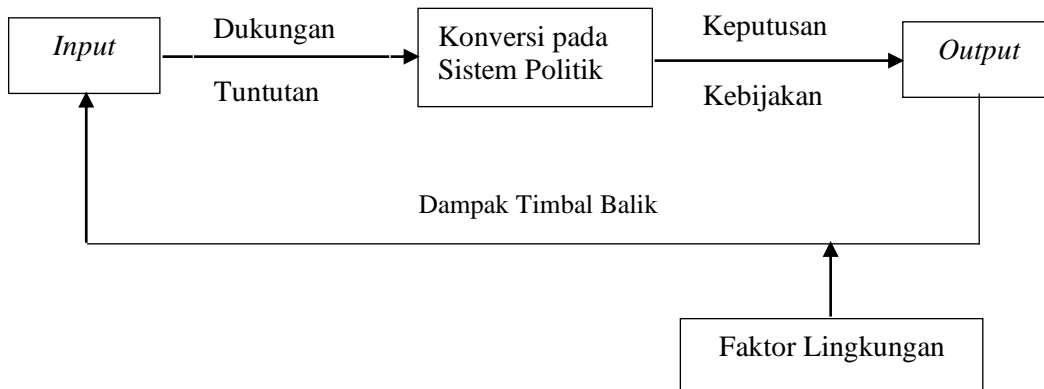 Input
Dukungan
Tuntutan
Konversi pada
Sistem Politik
Keputusan
Kebijakan
Output
Dampak Timbal Balik
Faktor Lingkungan